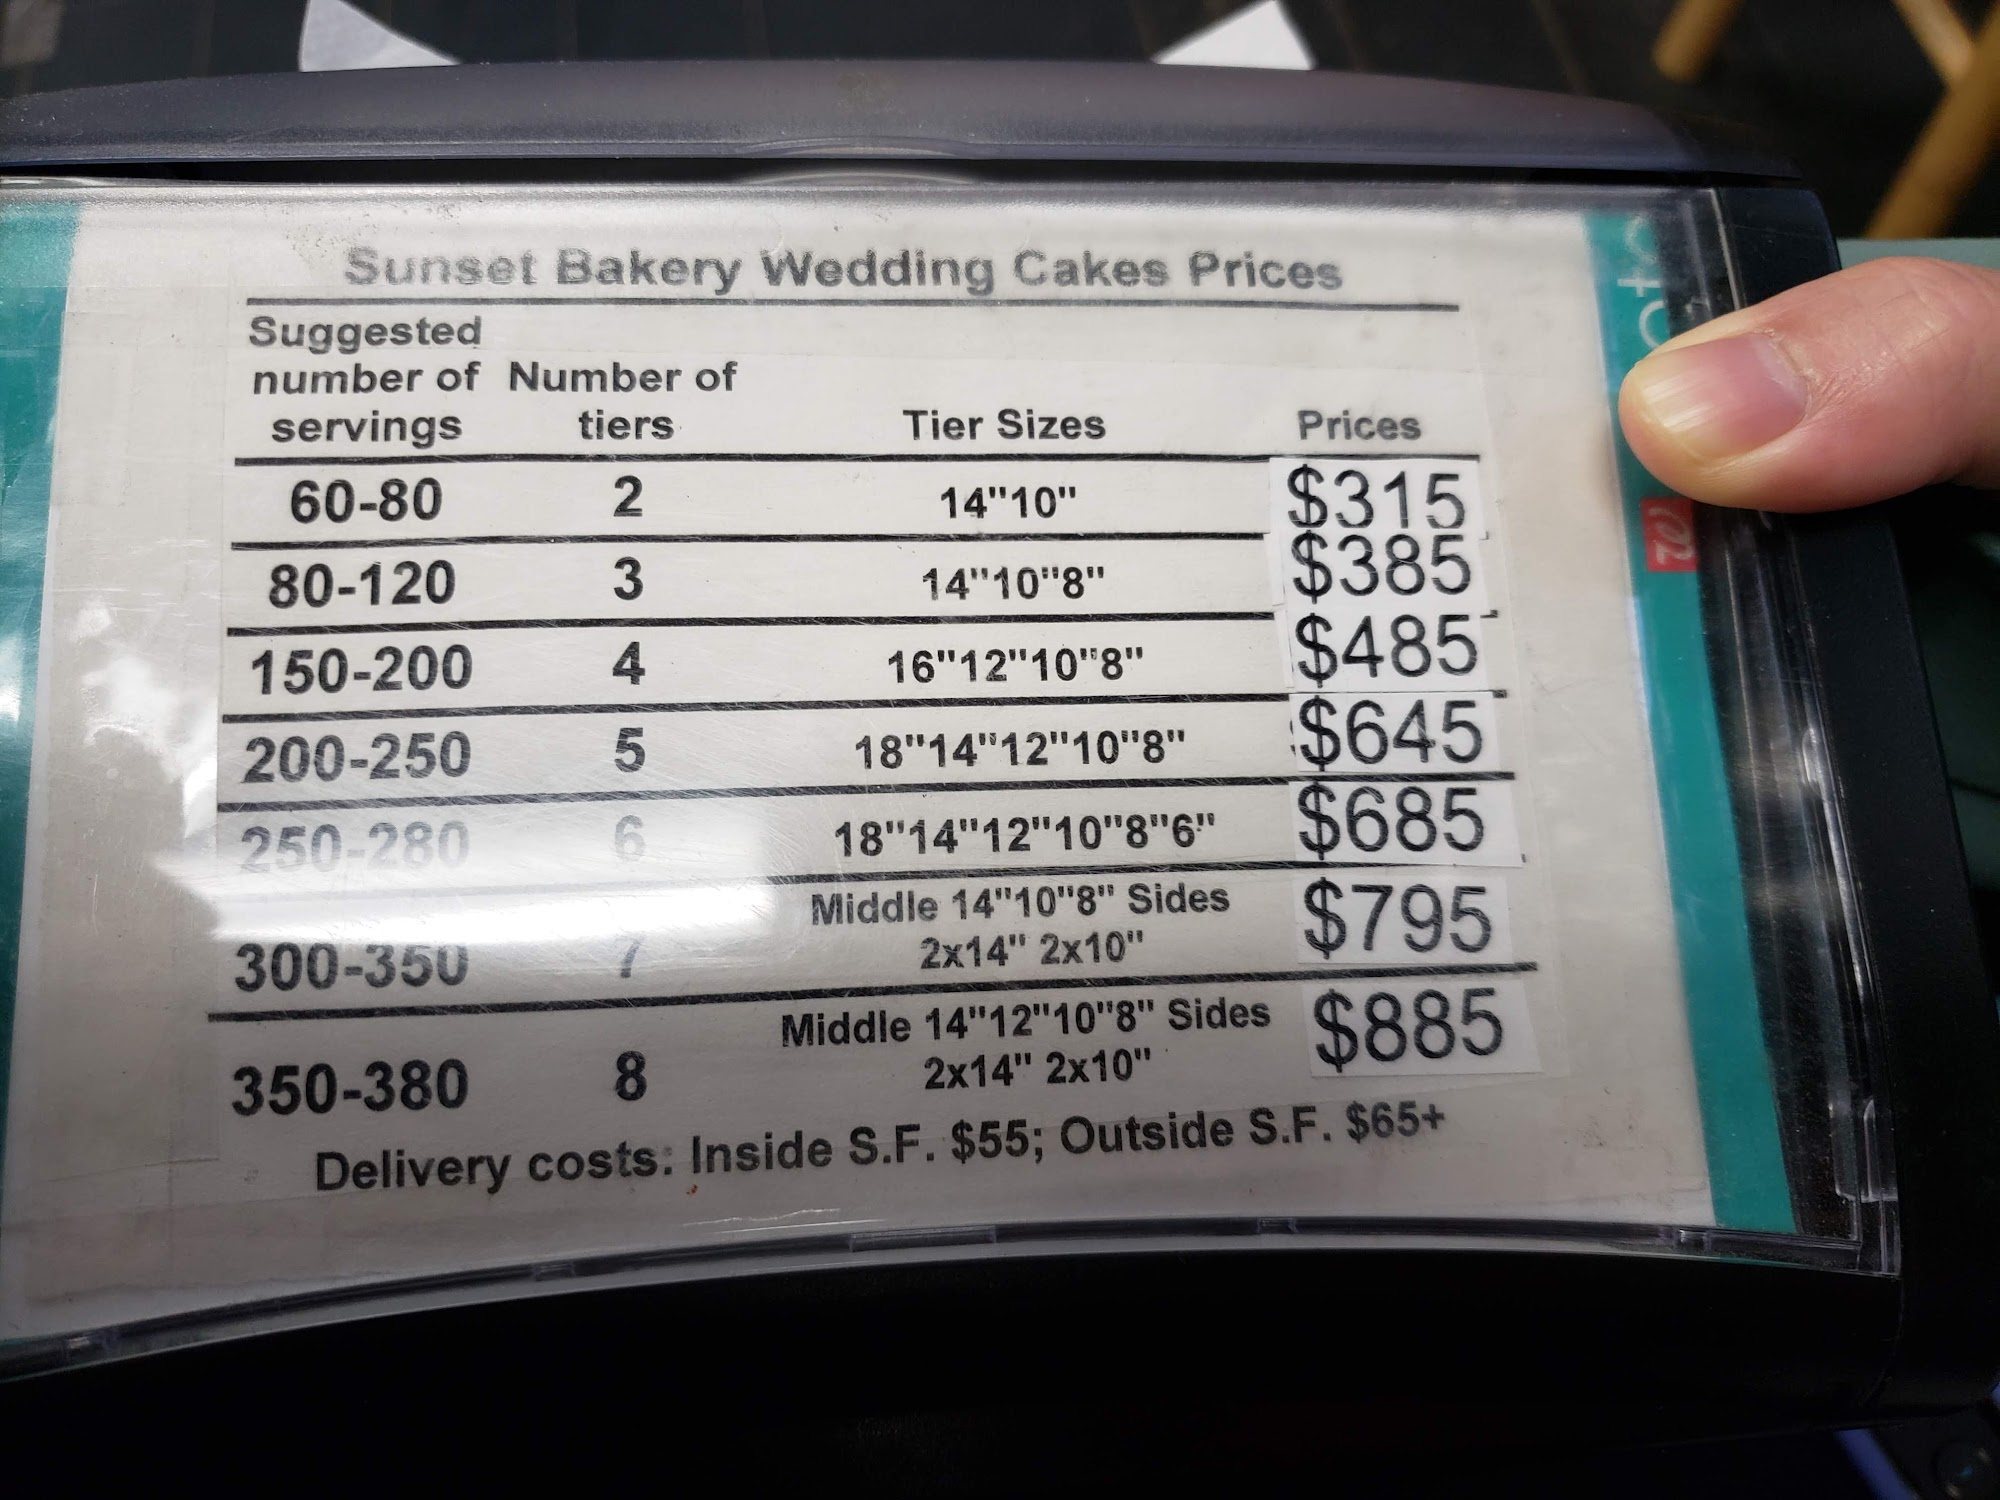 Sunset Bakery Wedding Cakes Prices
Suggested
number of Number of
servings tiers Tier Sizes Prices
60-80 2 14"10" $315
80-120 3 14"10"8" $385
150-200 4 16"12"10"8" $485
200-250 5 18"14"12"10"8" $645
250-280 6 18"14"12"10"8"6" $685
Middle 14"10"8" Sides
300-350 7 2x14" 2x10" $795
Middle 14"12"10"8" Sides
350-380 8 2x14" 2x10" $885
Delivery costs: Inside S.F. $55; Outside S.F. $65+